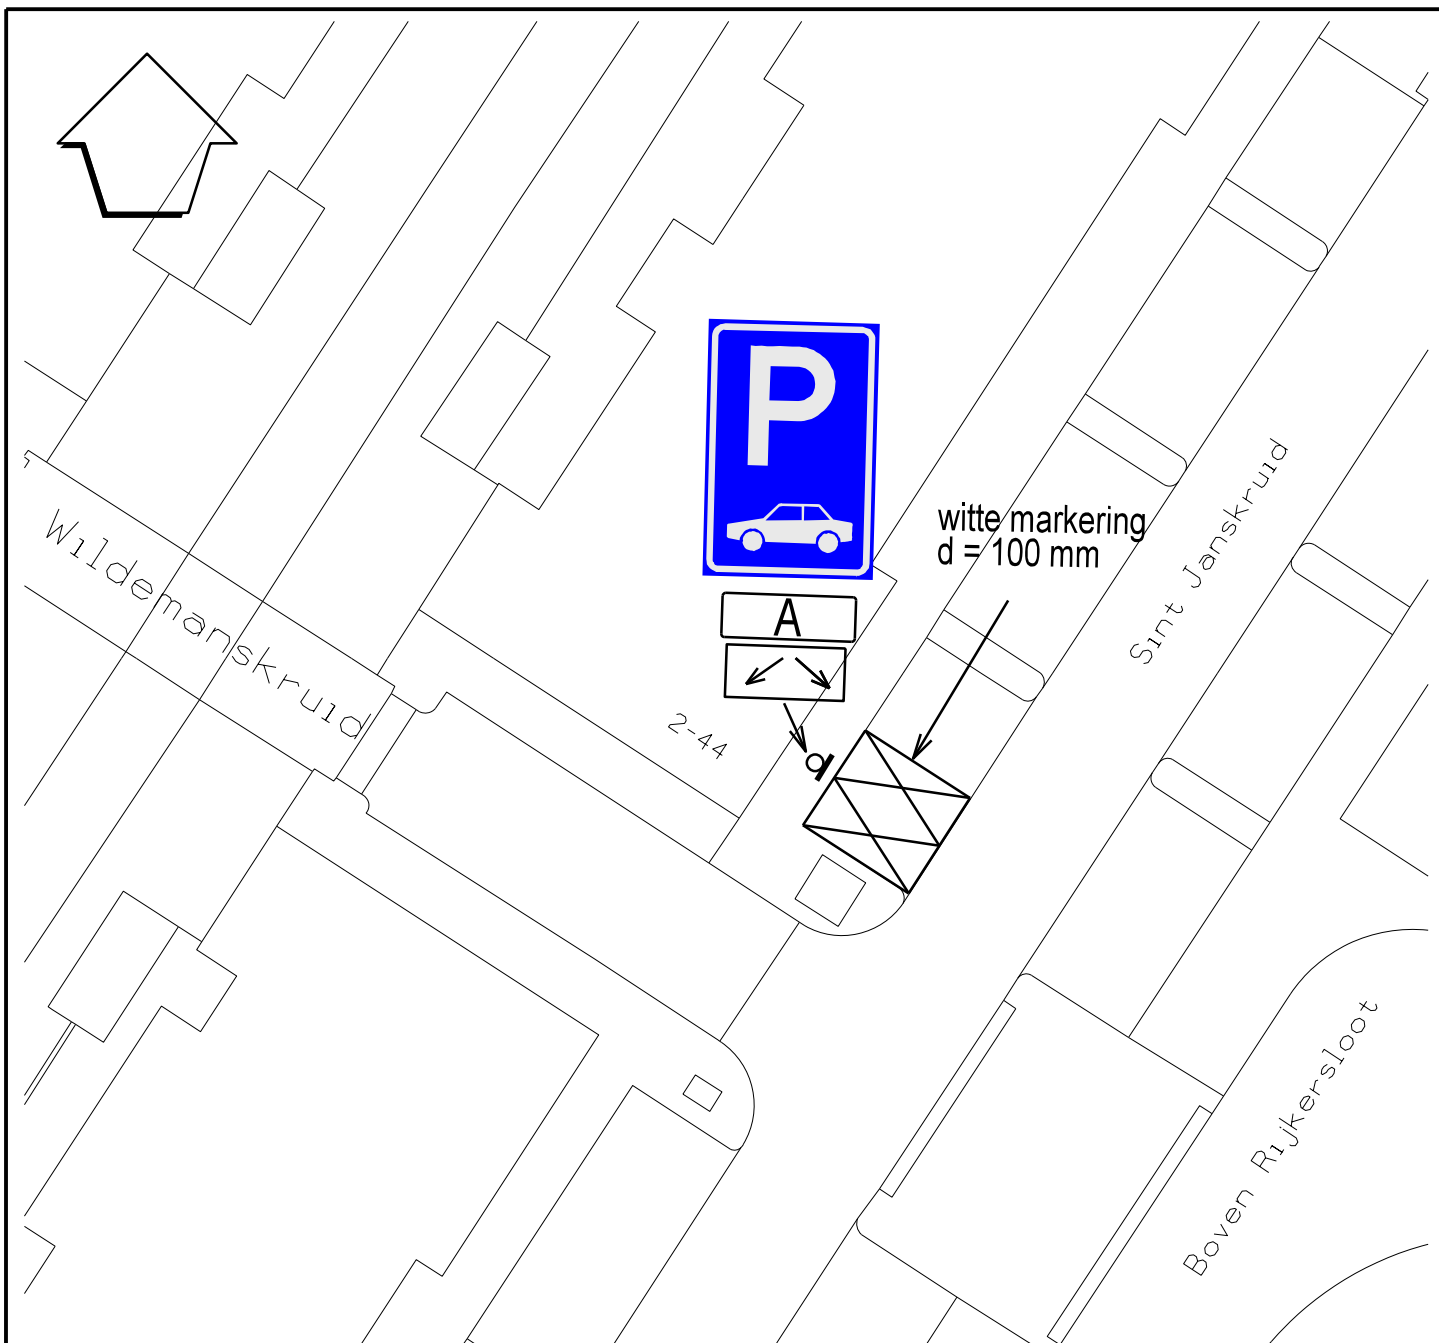 P
witte markering
d = 100 mm
Sint Janskruid
Wildemanskruid
A
2-44
Boven Rijkersloot